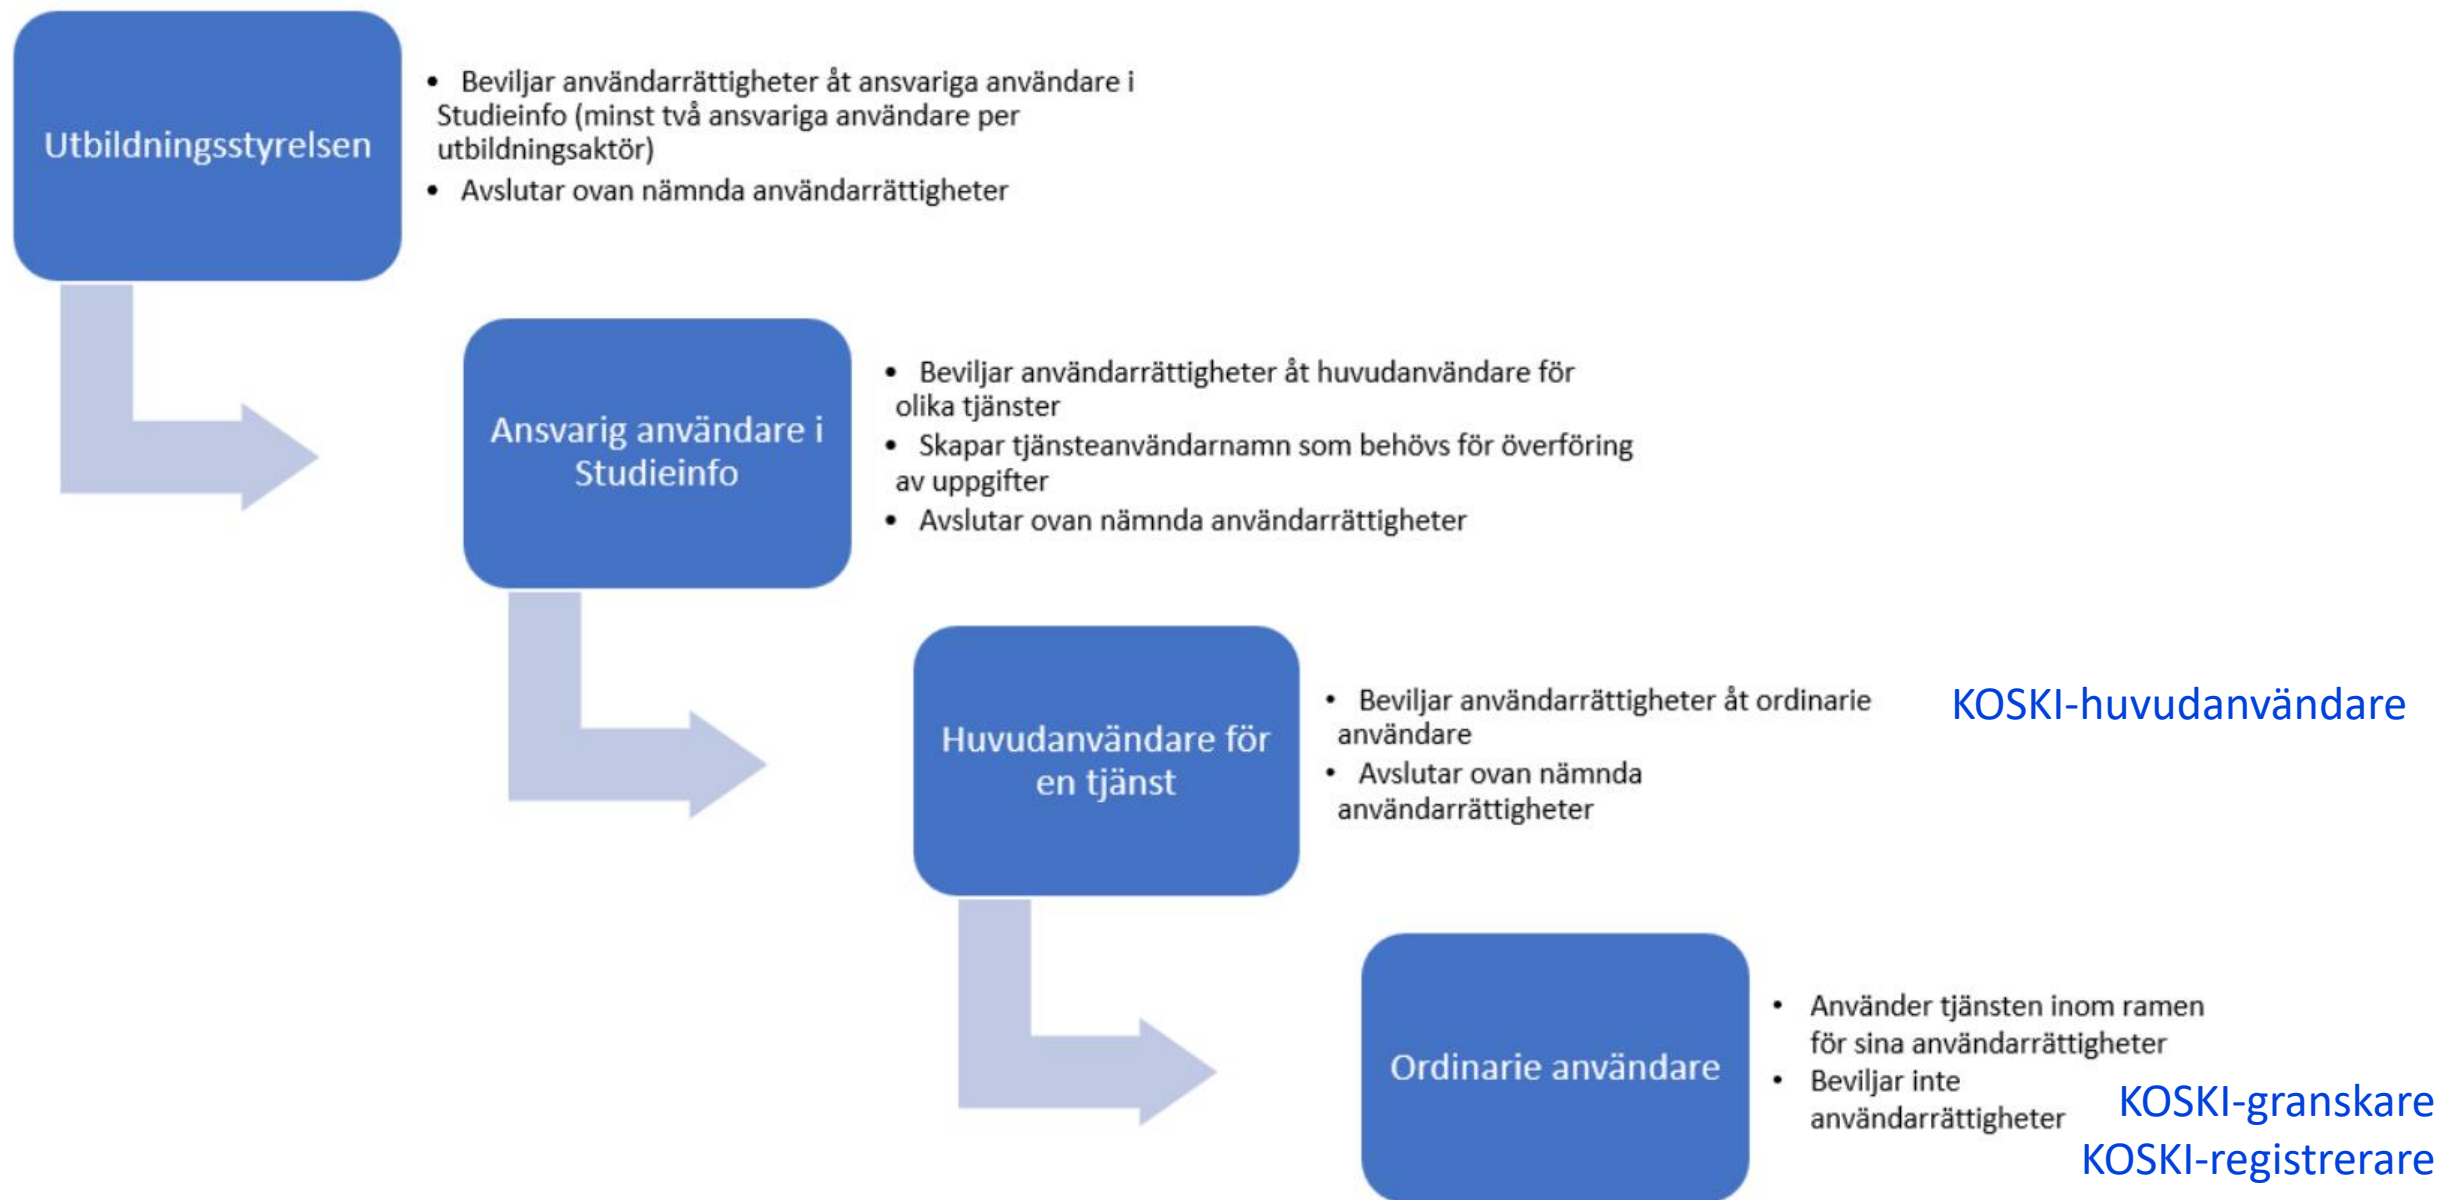 Utbildningsstyrelsen
• Beviljar användarrättigheter åt ansvariga användare i
Studieinfo (minst två ansvariga användare per
utbildningsaktör)
• Avslutar ovan nämnda användarrättigheter
Ansvarig användare i
Studieinfo
• Beviljar användarrättigheter åt huvudanvändare för
olika tjänster
• Skapar tjänsteanvändarnamn som behövs för överföring
av uppgifter
• Avslutar ovan nämnda användarrättigheter
Huvudanvändare för
en tjänst
• Beviljar användarrättigheter åt ordinarie
användare
• Avslutar ovan nämnda
användarrättigheter
KOSKI-huvudanvändare
Ordinarie användare
• Använder tjänsten inom ramen
för sina användarrättigheter
• Beviljar inte
användarrättigheter
KOSKI-granskare
KOSKI-registrerare